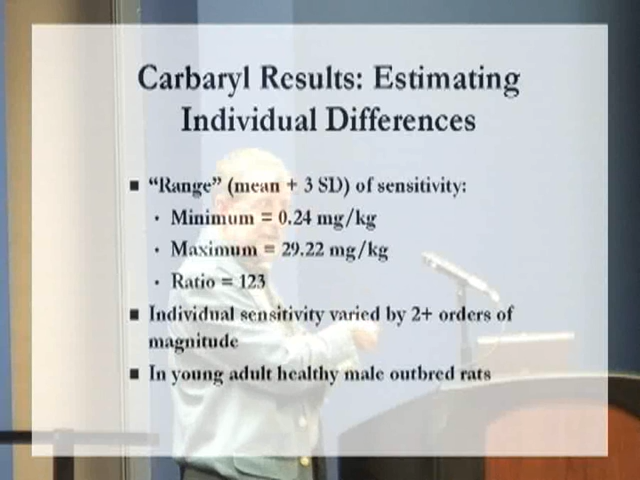 Carbaryl Results: Estimating
Individual Differences
■ “Range” (mean + 3 SD) of sensitivity:
• Minimum = 0.24 mg/kg
• Maximum = 29.22 mg/kg
• Ratio = 123
■ Individual sensitivity varied by 2+ orders of
magnitude
■ In young adult healthy male outbred rats